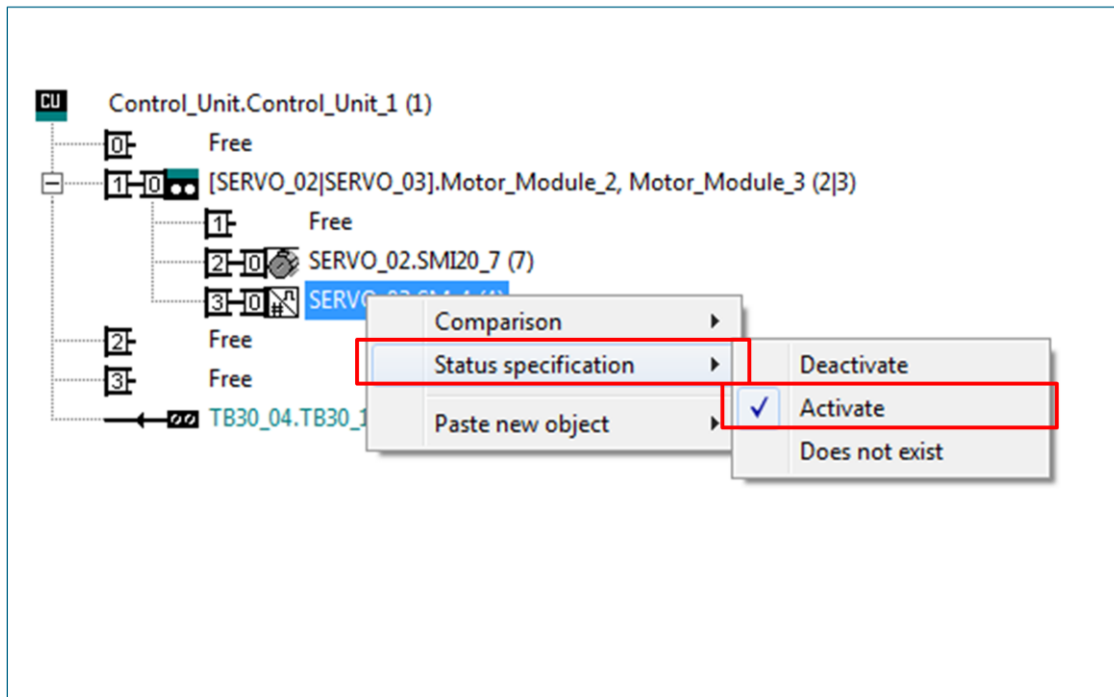 CU Control_Unit.Control_Unit_1 (1)
0 Free
1 0 [SERVO_02|SERVO_03].Motor_Module_2, Motor_Module_3 (2|3)
1 Free
2 0 SERVO_02.SMI20_7 (7)
3 0
Comparison
2 Free
Status specification
Deactivate
3 Free
Activate
TB30_04.TB30_1
Paste new object
Does not exist